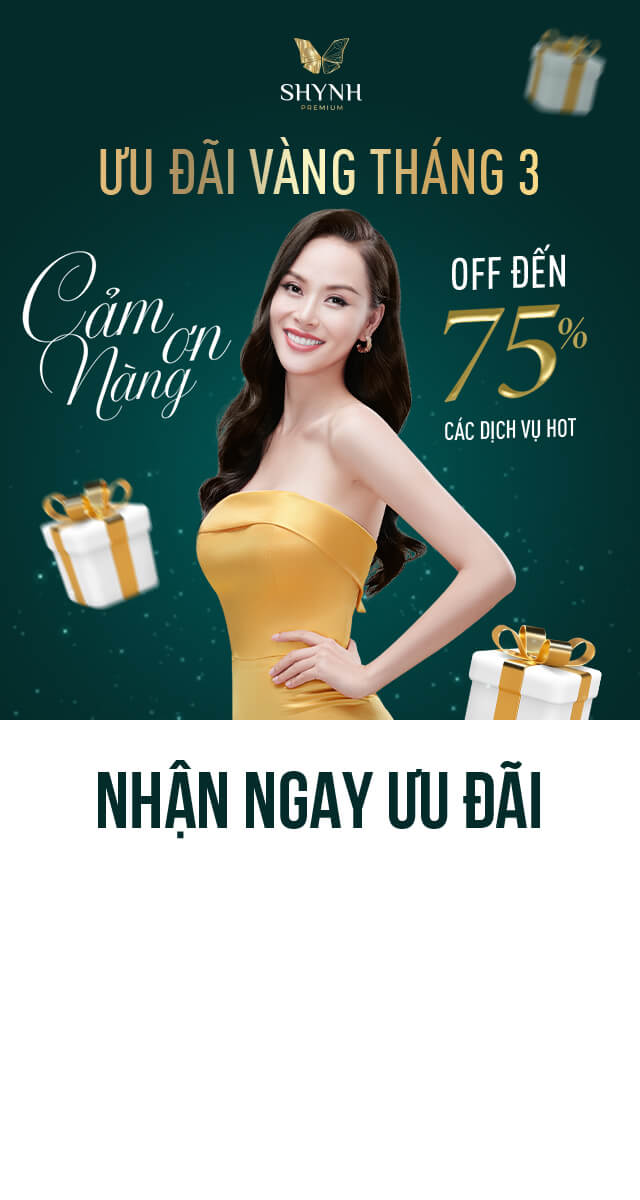 SHYNH
PREMIUM
ƯU ĐÃI VÀNG THÁNG 3
Cảm ơn
Nàng
OFF ĐẾN
75%
CÁC DỊCH VỤ HOT
NHẬN NGAY ƯU ĐÃI